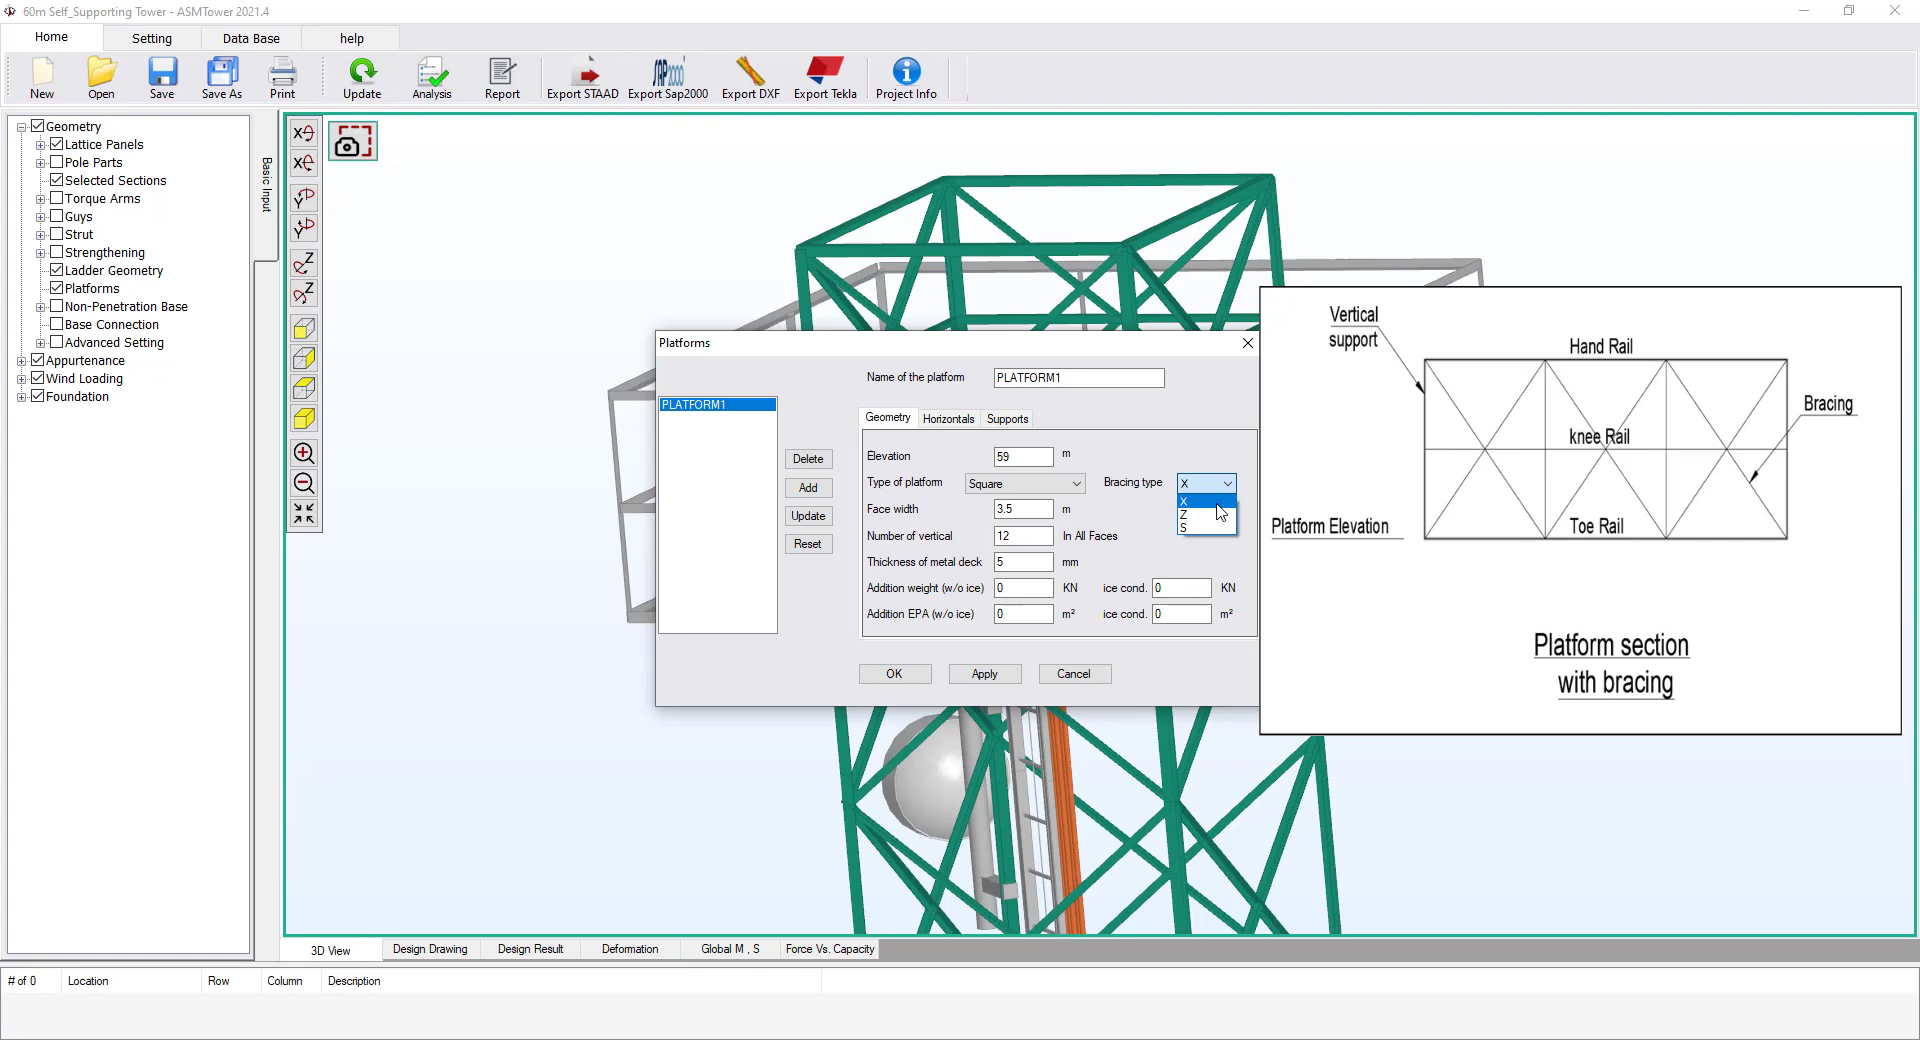 60m Self_Supporting Tower - ASMTower 2021.4
Home
Setting
Data Base
help
New
Open
Save
Save As
Print
Update
Analysis
Report
Export STAAD
SAP2000
Export Sap2000
Export DXF
Export Tekla
Project Info
Geometry
Lattice Panels
Pole Parts
Selected Sections
Torque Arms
Guys
Strut
Strengthening
Ladder Geometry
Platforms
Non-Penetration Base
Base Connection
Advanced Setting
Appurtenance
Wind Loading
Foundation
Basic Input
X
X
Y
Y
Z
Z
Platforms
Name of the platform PLATFORM1
PLATFORM1
Delete
Add
Update
Reset
Geometry Horizontals Supports
Elevation 59 m
Type of platform Square Bracing type X
X
Z
S
Face width 3.5 m
Number of vertical 12 In All Faces
Thickness of metal deck 5 mm
Addition weight (w/o ice) 0 KN ice cond. 0 KN
Addition EPA (w/o ice) 0 m² ice cond. 0 m²
OK Apply Cancel
Vertical
support
Hand Rail
Bracing
knee Rail
Platform Elevation
Toe Rail
Platform section
with bracing
3D View
Design Drawing
Design Result
Deformation
Global M , S
Force Vs. Capacity
# of 0 Location Row Column Description